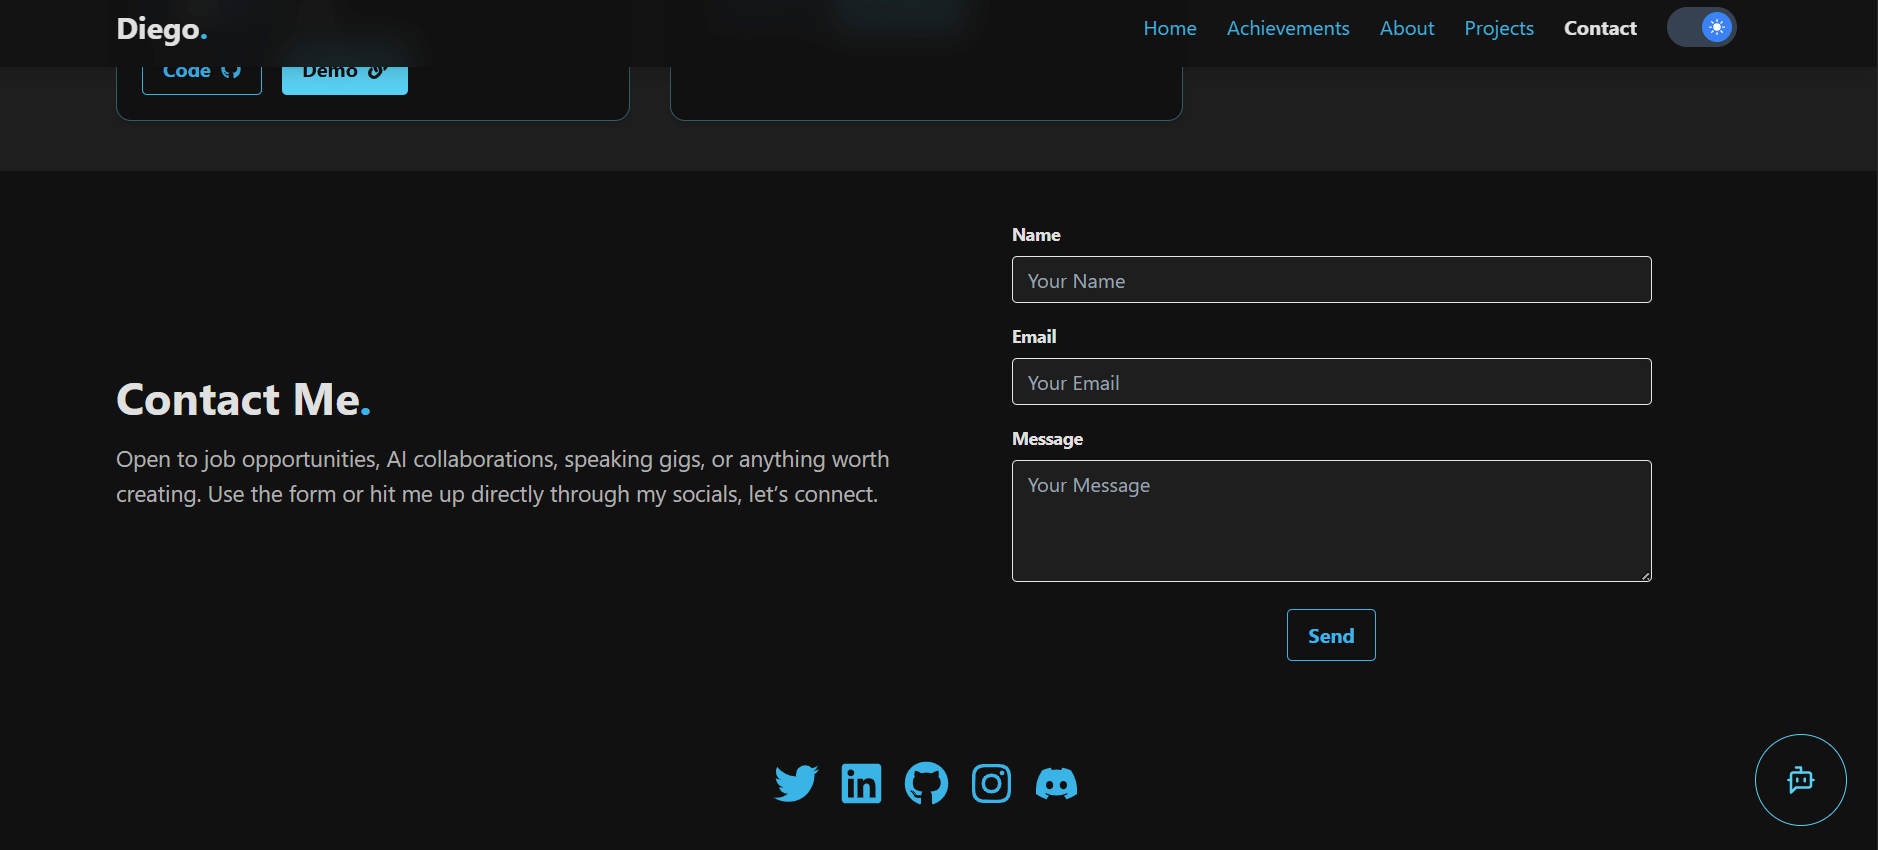 Diego.
Home Achievements About Projects Contact
Code Demo
Name
Your Name
Email
Your Email
Contact Me.
Open to job opportunities, AI collaborations, speaking gigs, or anything worth
creating. Use the form or hit me up directly through my socials, let’s connect.
Message
Your Message
Send